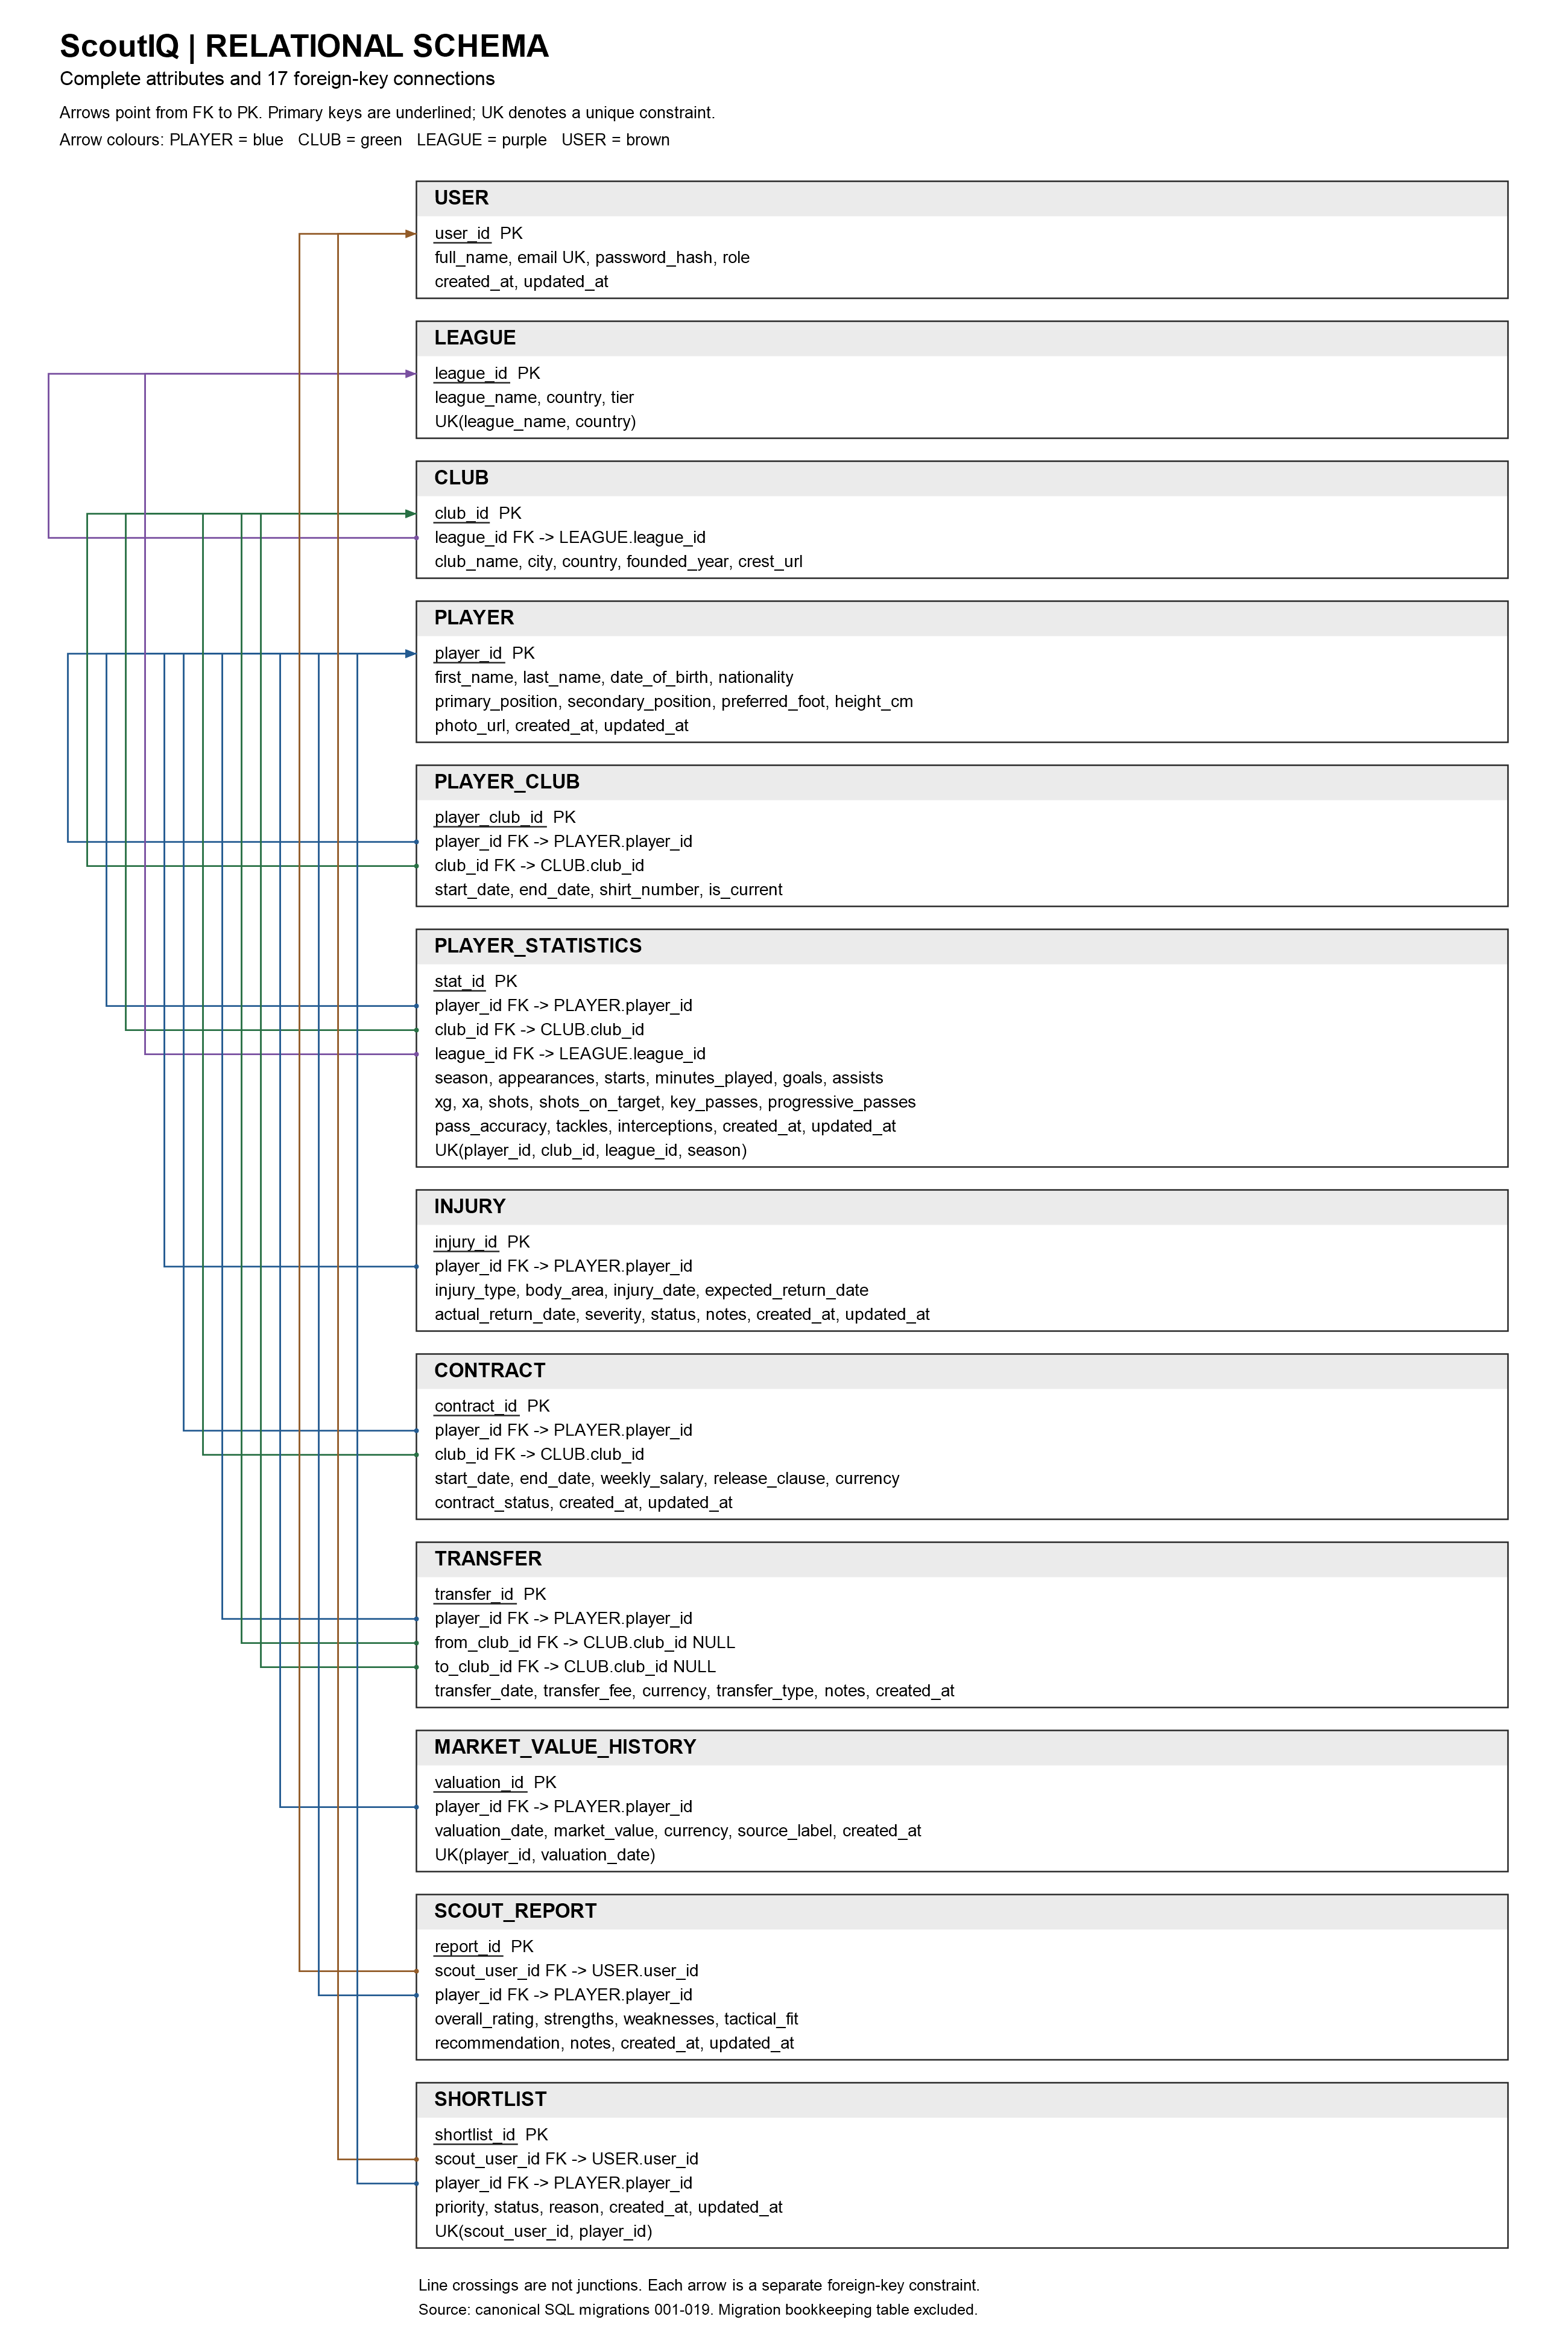 ScoutIQ | RELATIONAL SCHEMA
Complete attributes and 17 foreign-key connections
Arrows point from FK to PK. Primary keys are underlined; UK denotes a unique constraint.
Arrow colours: PLAYER = blue CLUB = green LEAGUE = purple USER = brown
USER
user_id PK
full_name, email UK, password_hash, role
created_at, updated_at
LEAGUE
league_id PK
league_name, country, tier
UK(league_name, country)
CLUB
club_id PK
league_id FK -> LEAGUE.league_id
club_name, city, country, founded_year, crest_url
PLAYER
player_id PK
first_name, last_name, date_of_birth, nationality
primary_position, secondary_position, preferred_foot, height_cm
photo_url, created_at, updated_at
PLAYER_CLUB
player_club_id PK
player_id FK -> PLAYER.player_id
club_id FK -> CLUB.club_id
start_date, end_date, shirt_number, is_current
PLAYER_STATISTICS
stat_id PK
player_id FK -> PLAYER.player_id
club_id FK -> CLUB.club_id
league_id FK -> LEAGUE.league_id
season, appearances, starts, minutes_played, goals, assists
xg, xa, shots, shots_on_target, key_passes, progressive_passes
pass_accuracy, tackles, interceptions, created_at, updated_at
UK(player_id, club_id, league_id, season)
INJURY
injury_id PK
player_id FK -> PLAYER.player_id
injury_type, body_area, injury_date, expected_return_date
actual_return_date, severity, status, notes, created_at, updated_at
CONTRACT
contract_id PK
player_id FK -> PLAYER.player_id
club_id FK -> CLUB.club_id
start_date, end_date, weekly_salary, release_clause, currency
contract_status, created_at, updated_at
TRANSFER
transfer_id PK
player_id FK -> PLAYER.player_id
from_club_id FK -> CLUB.club_id NULL
to_club_id FK -> CLUB.club_id NULL
transfer_date, transfer_fee, currency, transfer_type, notes, created_at
MARKET_VALUE_HISTORY
valuation_id PK
player_id FK -> PLAYER.player_id
valuation_date, market_value, currency, source_label, created_at
UK(player_id, valuation_date)
SCOUT_REPORT
report_id PK
scout_user_id FK -> USER.user_id
player_id FK -> PLAYER.player_id
overall_rating, strengths, weaknesses, tactical_fit
recommendation, notes, created_at, updated_at
SHORTLIST
shortlist_id PK
scout_user_id FK -> USER.user_id
player_id FK -> PLAYER.player_id
priority, status, reason, created_at, updated_at
UK(scout_user_id, player_id)
Line crossings are not junctions. Each arrow is a separate foreign-key constraint.
Source: canonical SQL migrations 001-019. Migration bookkeeping table excluded.